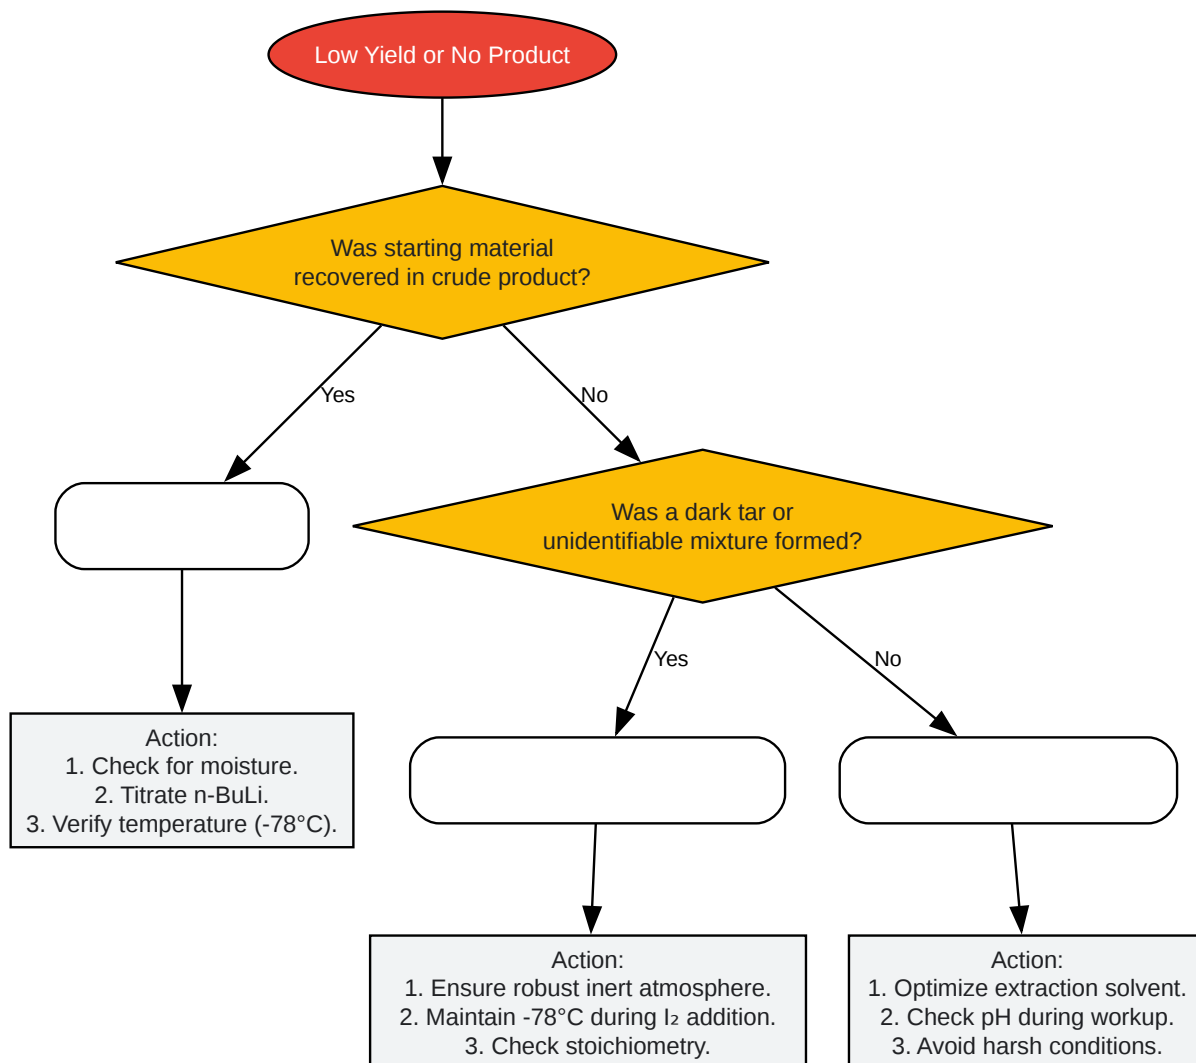 Low Yield or No Product
Was starting material
recovered in crude product?
Yes
No
Was a dark tar or
unidentifiable mixture formed?
Yes
No
Action:
1. Check for moisture.
2. Titrate n-BuLi.
3. Verify temperature (-78°C).
Action:
1. Ensure robust inert atmosphere.
2. Maintain -78°C during I₂ addition.
3. Check stoichiometry.
Action:
1. Optimize extraction solvent.
2. Check pH during workup.
3. Avoid harsh conditions.